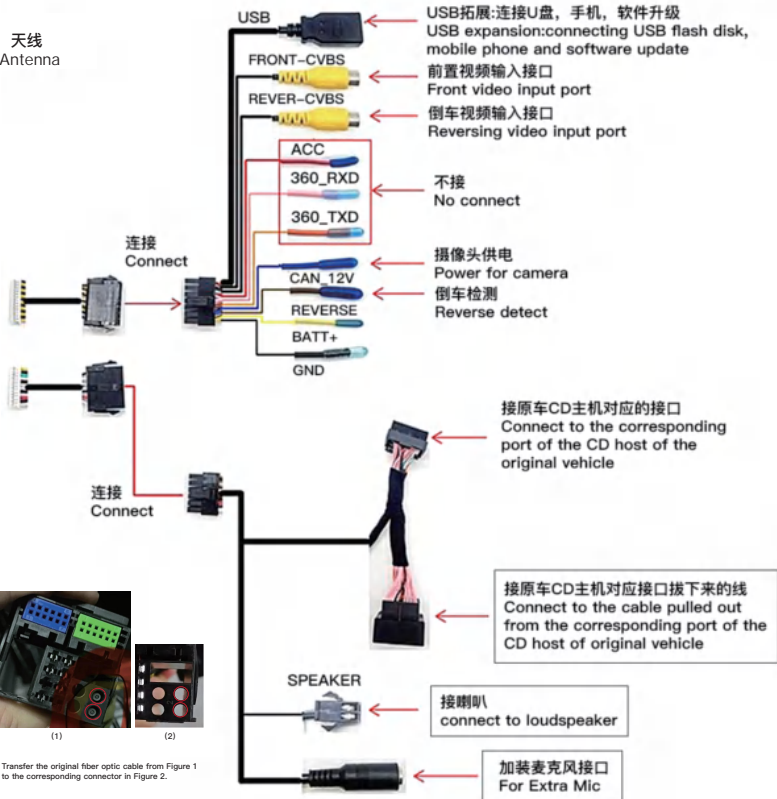 天线
Antenna
USB
USB拓展:连接U盘，手机，软件升级
USB expansion:connecting USB flash disk,
mobile phone and software update
FRONT-CVBS
前置视频输入接口
Front video input port
REVER-CVBS
倒车视频输入接口
Reversing video input port
ACC
360_RXD
360_TXD
不接
No connect
连接
Connect
摄像头供电
Power for camera
CAN_12V
倒车检测
Reverse detect
REVERSE
BATT+
GND
接原车CD主机对应的接口
Connect to the corresponding
port of the CD host of the
original vehicle
连接
Connect
接原车CD主机对应接口拔下来的线
Connect to the cable pulled out
from the corresponding port of the
CD host of original vehicle
SPEAKER
接喇叭
connect to loudspeaker
加装麦克风接口
For Extra Mic
(1)
(2)
Transfer the original fiber optic cable from Figure 1
to the corresponding connector in Figure 2.